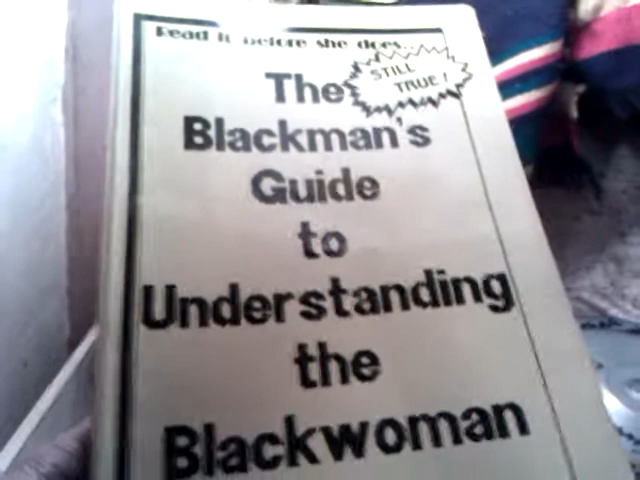 Read it before she does...
STILL
TRUE!
The
Blackman's
Guide
to
Understanding
the
Blackwoman